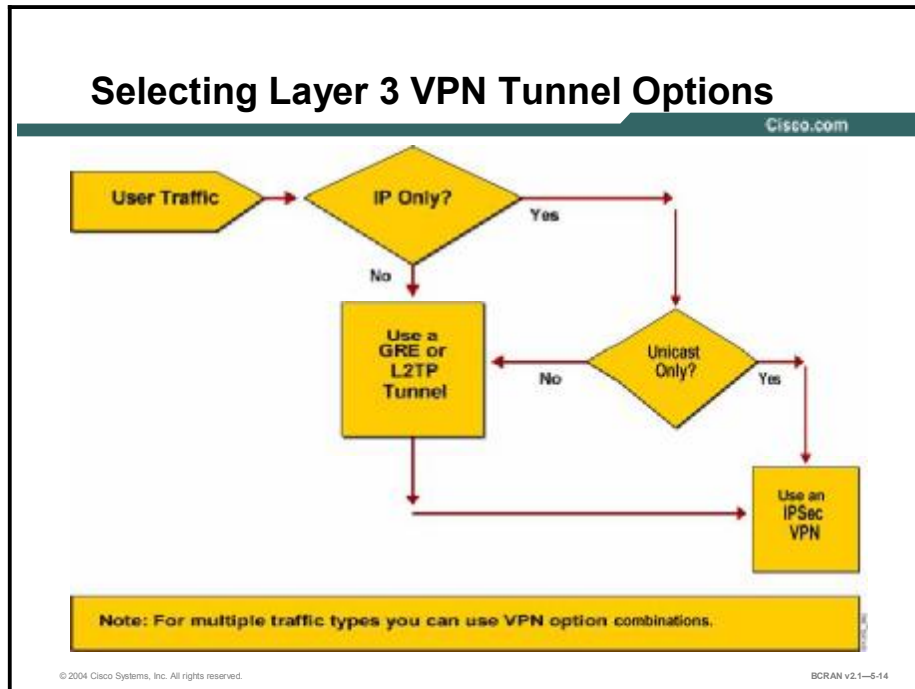 Selecting Layer 3 VPN Tunnel Options
Cisco.com
User Traffic
IP Only?
Yes
No
Use a
GRE or
L2TP
Tunnel
Unicast
Only?
No
Yes
Use an
IPSec
VPN
Note: For multiple traffic types you can use VPN option combinations.
© 2004 Cisco Systems, Inc. All rights reserved.
BCRAN v2.1—5-14